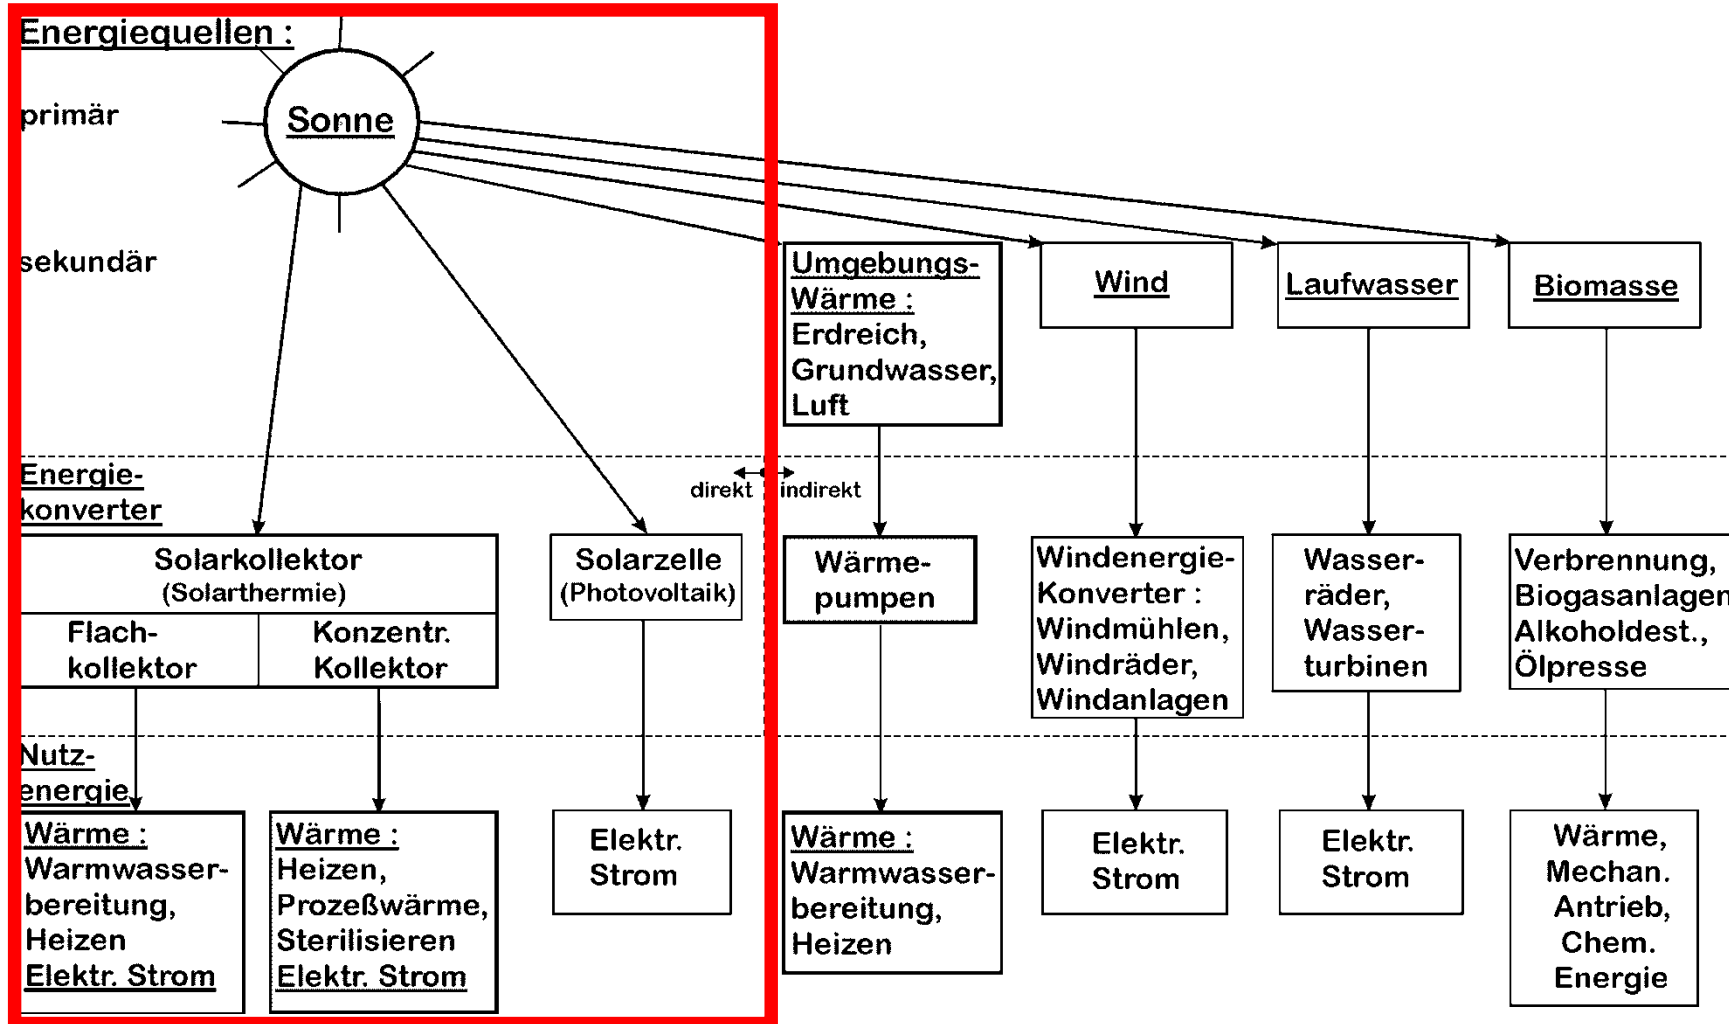 Energiequellen :
primär
Sonne
sekundär
Umgebungs-
Wärme :
Erdreich,
Grundwasser,
Luft
Wind
Laufwasser
Biomasse
Energie-
konverter
direkt
indirekt
Solarkollektor
(Solarthermie)
Flach-
kollektor
Konzentr.
Kollektor
Solarzelle
(Photovoltaik)
Wärme-
pumpen
Windenergie-
Konverter :
Windmühlen,
Windräder,
Windanlagen
Wasser-
räder,
Wasser-
turbinen
Verbrennung,
Biogasanlagen
Alkoholdest.,
Ölpresse
Nutz-
energie
Wärme :
Warmwasser-
bereitung,
Heizen
Elektr. Strom
Wärme :
Heizen,
Prozeßwärme,
Sterilisieren
Elektr. Strom
Elektr.
Strom
Wärme :
Warmwasser-
bereitung,
Heizen
Elektr.
Strom
Elektr.
Strom
Wärme,
Mechan.
Antrieb,
Chem.
Energie